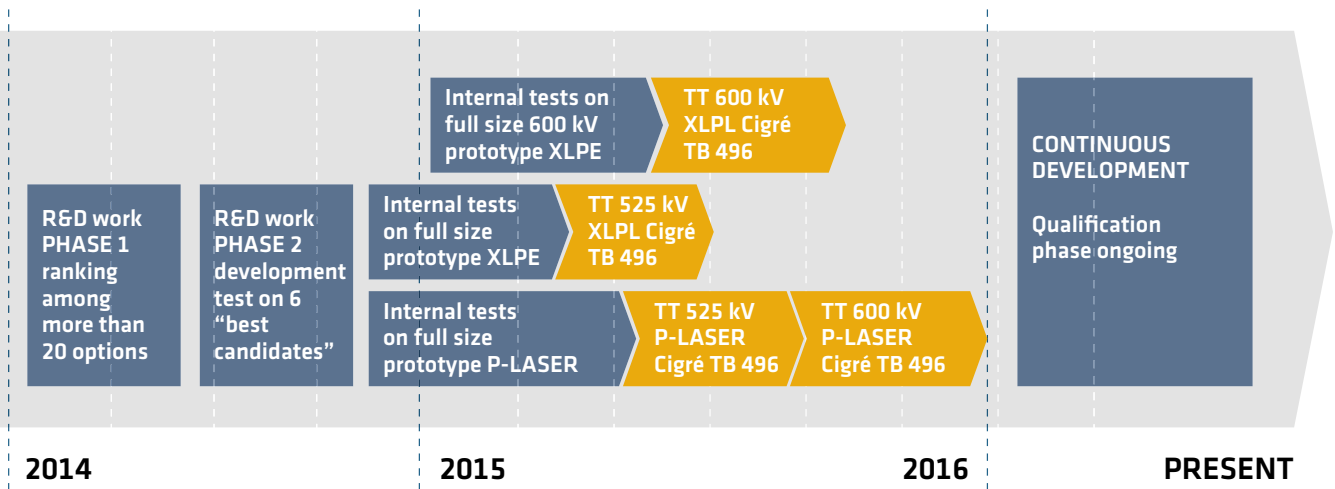 Internal tests on
full size 600 kV
prototype XLPE
TT 600 kV
XLPL Cigré
TB 496
CONTINUOUS
DEVELOPMENT
Qualification
phase ongoing
R&D work
PHASE 1
ranking
among
more than
20 options
R&D work
PHASE 2
development
test on 6
“best
candidates”
Internal tests
on full size
prototype XLPE
TT 525 kV
XLPL Cigré
TB 496
Internal tests
on full size
prototype P-LASER
TT 525 kV
P-LASER
Cigré TB 496
TT 600 kV
P-LASER
Cigré TB 496
2014
2015
2016
PRESENT